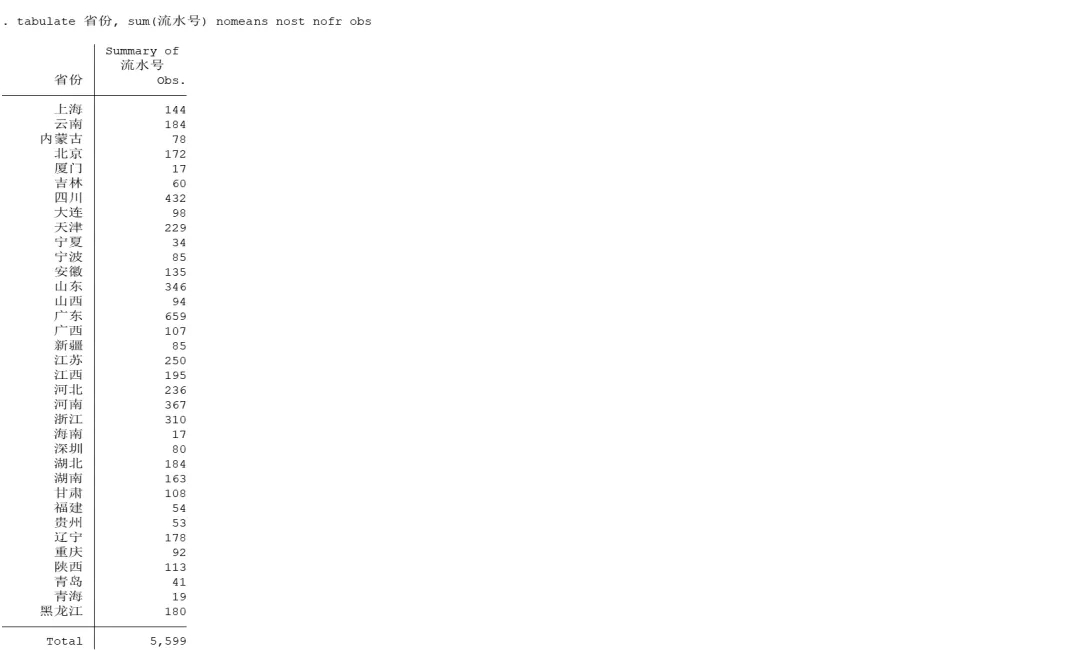 . tabulate 省份, sum(流水号) nomeans nost nofr obs
Summary of
流水号
省份 Obs.
上海 144
云南 184
内蒙古 78
北京 172
厦门 17
吉林 60
四川 432
大连 98
天津 229
宁夏 34
宁波 85
安徽 135
山东 346
山西 94
广东 659
广西 107
新疆 85
江苏 250
江西 195
河北 236
河南 367
浙江 310
海南 17
深圳 80
湖北 184
湖南 163
甘肃 108
福建 54
贵州 53
辽宁 178
重庆 92
陕西 113
青岛 41
青海 19
黑龙江 180
Total 5,599